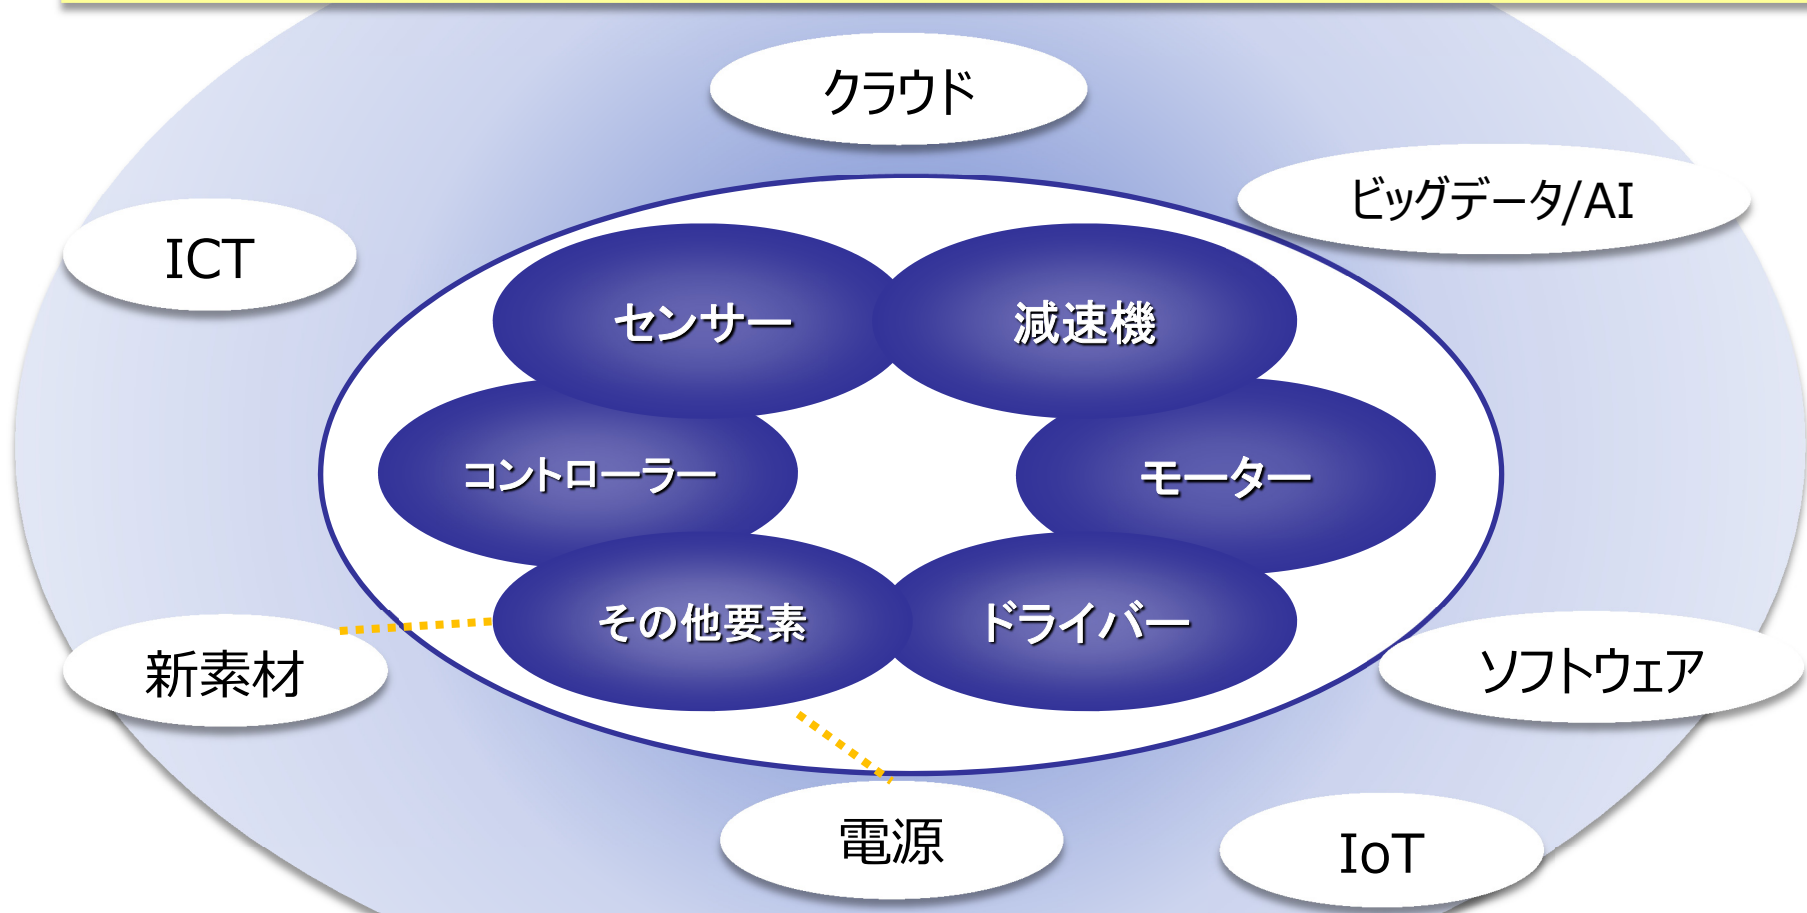 クラウド
ビッグデータ/AI
ICT
センサー
減速機
コントローラー
モーター
その他要素
ドライバー
新素材
ソフトウェア
電源
IoT